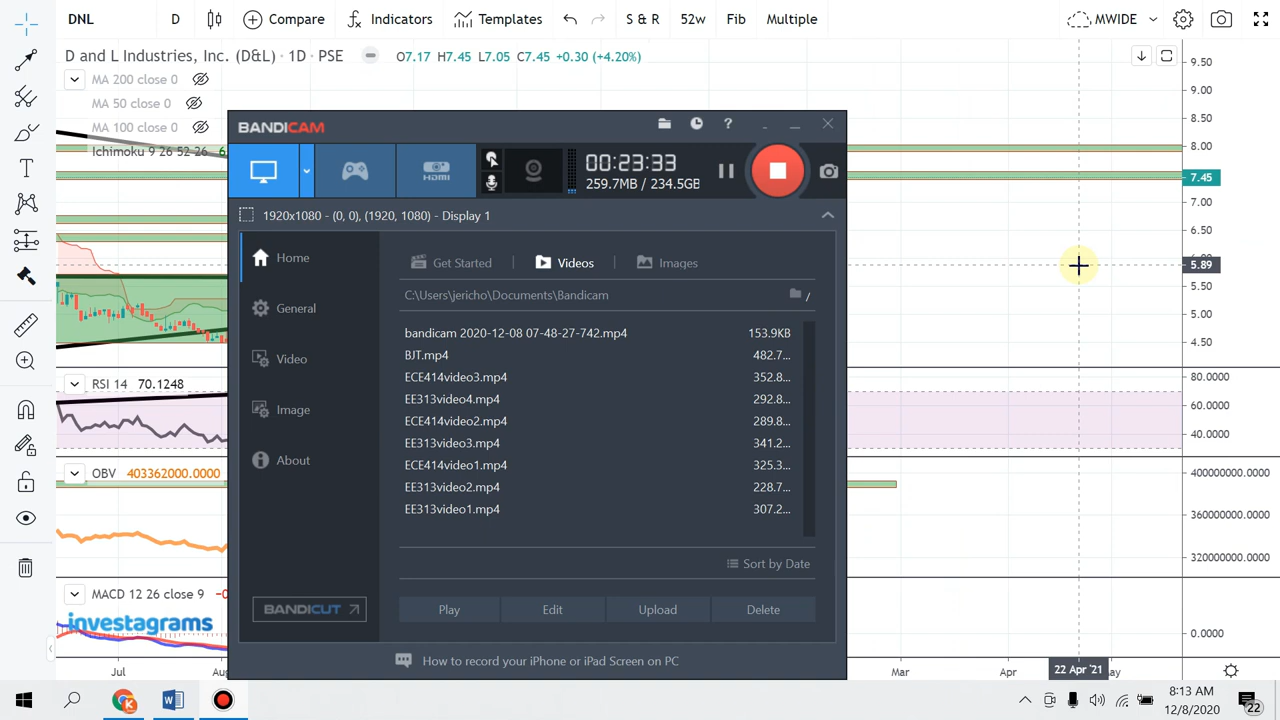 DNL D Compare Indicators Templates S & R 52w Fib Multiple MWIDE
D and L Industries, Inc. (D&L) · 1D · PSE O7.17 H7.45 L7.05 C7.45 +0.30 (+4.20%)
MA 200 close 0
MA 50 close 0
MA 100 close 0
Ichimoku 9 26 52 26
9.50
9.00
8.50
8.00
7.45
7.00
6.50
5.89
5.50
5.00
4.50
BANDICAM
HDMI
00:23:33
259.7MB / 234.5GB
1920x1080 - (0, 0), (1920, 1080) - Display 1
Home
General
Video
Image
About
BANDICUT
Get Started Videos Images
C:\Users\jericho\Documents\Bandicam
/
bandicam 2020-12-08 07-48-27-742.mp4 153.9KB
BJT.mp4 482.7...
ECE414video3.mp4 352.8...
EE313video4.mp4 292.8...
ECE414video2.mp4 289.8...
EE313video3.mp4 341.2...
ECE414video1.mp4 325.3...
EE313video2.mp4 228.7...
EE313video1.mp4 307.2...
Sort by Date
Play Edit Upload Delete
How to record your iPhone or iPad Screen on PC
RSI 14 70.1248
80.0000
60.0000
40.0000
OBV 403362000.0000
400000000.0000
360000000.0000
320000000.0000
MACD 12 26 close 9
investagrams
0.0000
Jul Mar Apr 22 Apr '21
8:13 AM
12/8/2020
22